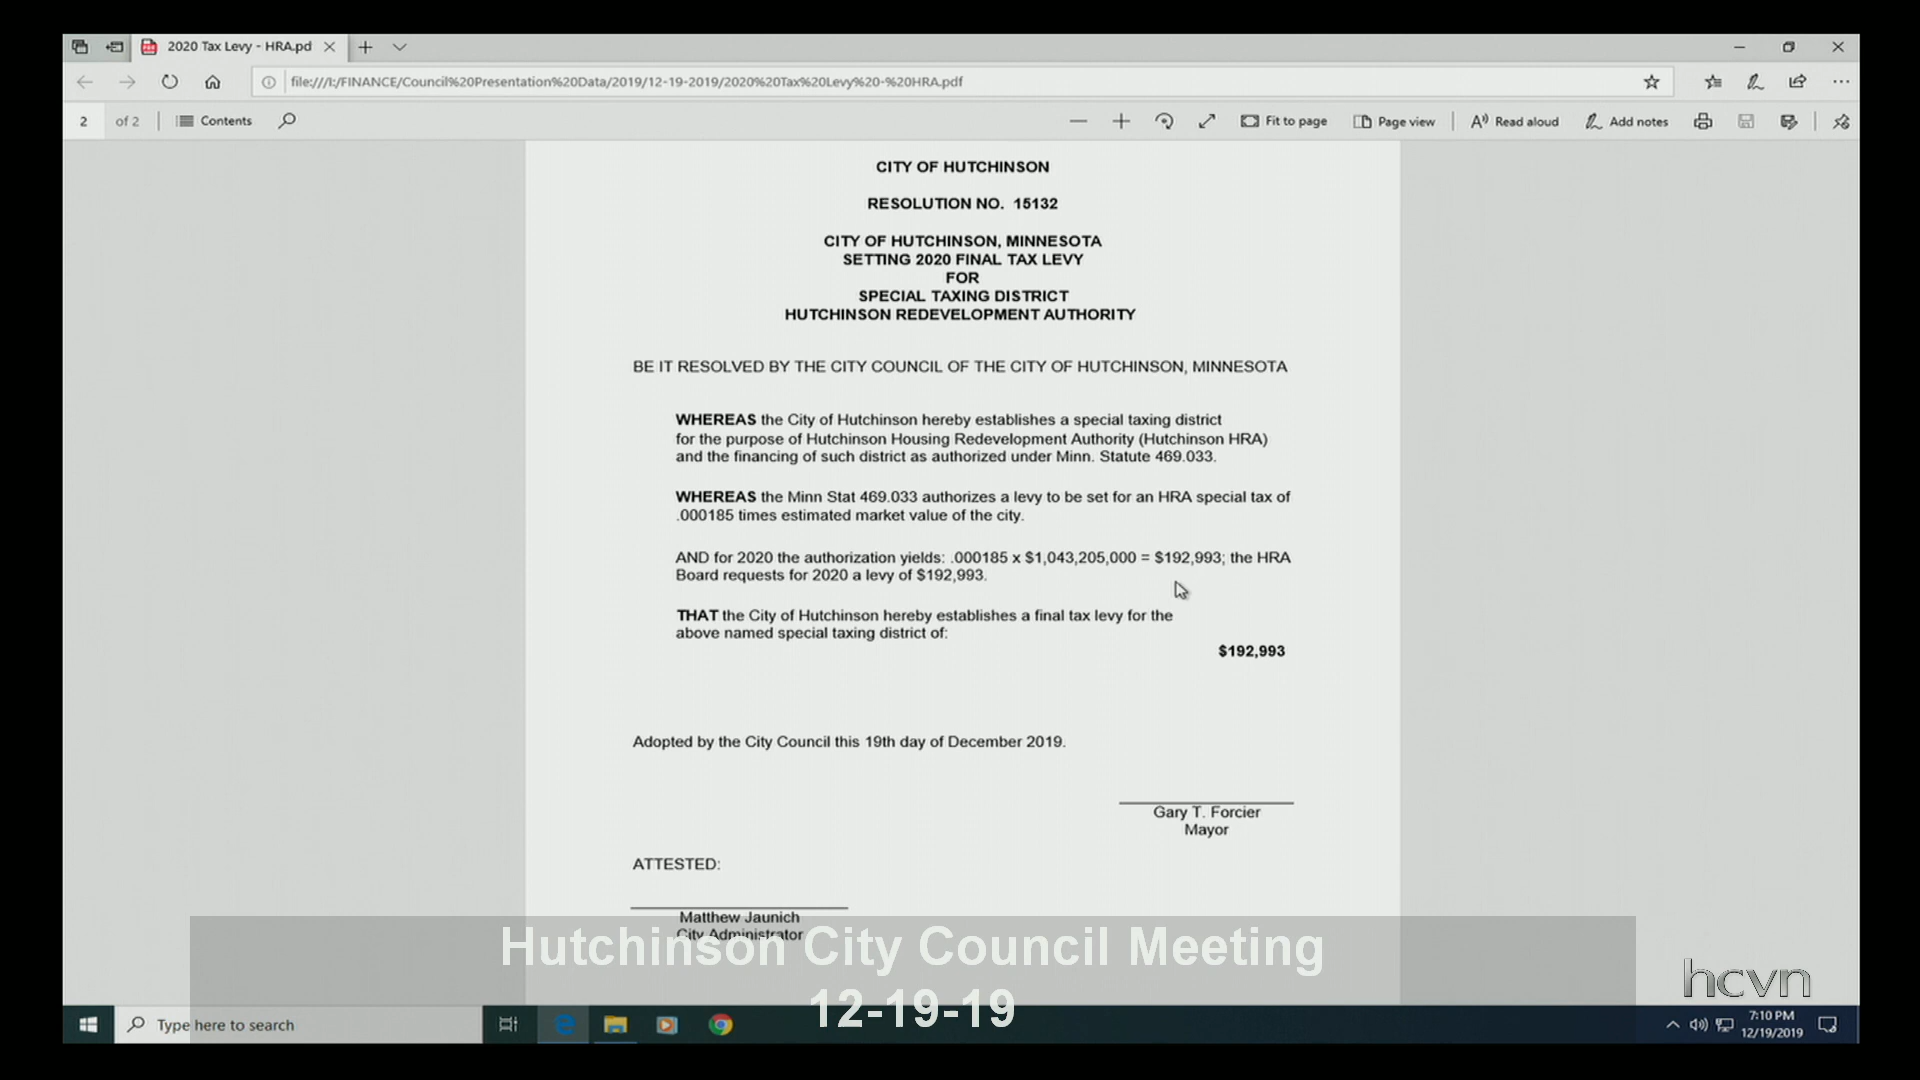 2020 Tax Levy - HRA.pd
file:///I:/FINANCE/Council%20Presentation%20Data/2019/12-19-2019/2020%20Tax%20Levy%20-%20HRA.pdf
2 of 2 Contents Fit to page Page view Read aloud Add notes
CITY OF HUTCHINSON
RESOLUTION NO. 15132
CITY OF HUTCHINSON, MINNESOTA
SETTING 2020 FINAL TAX LEVY
FOR
SPECIAL TAXING DISTRICT
HUTCHINSON REDEVELOPMENT AUTHORITY
BE IT RESOLVED BY THE CITY COUNCIL OF THE CITY OF HUTCHINSON, MINNESOTA
WHEREAS the City of Hutchinson hereby establishes a special taxing district
for the purpose of Hutchinson Housing Redevelopment Authority (Hutchinson HRA)
and the financing of such district as authorized under Minn. Statute 469.033.
WHEREAS the Minn Stat 469.033 authorizes a levy to be set for an HRA special tax of
.000185 times estimated market value of the city.
AND for 2020 the authorization yields: .000185 x $1,043,205,000 = $192,993; the HRA
Board requests for 2020 a levy of $192,993.
THAT the City of Hutchinson hereby establishes a final tax levy for the
above named special taxing district of:
$192,993
Adopted by the City Council this 19th day of December 2019.
Gary T. Forcier
Mayor
ATTESTED:
Matthew Jaunich
City Administrator
Hutchinson City Council Meeting
12-19-19
hcvn
Type here to search
7:10 PM
12/19/2019